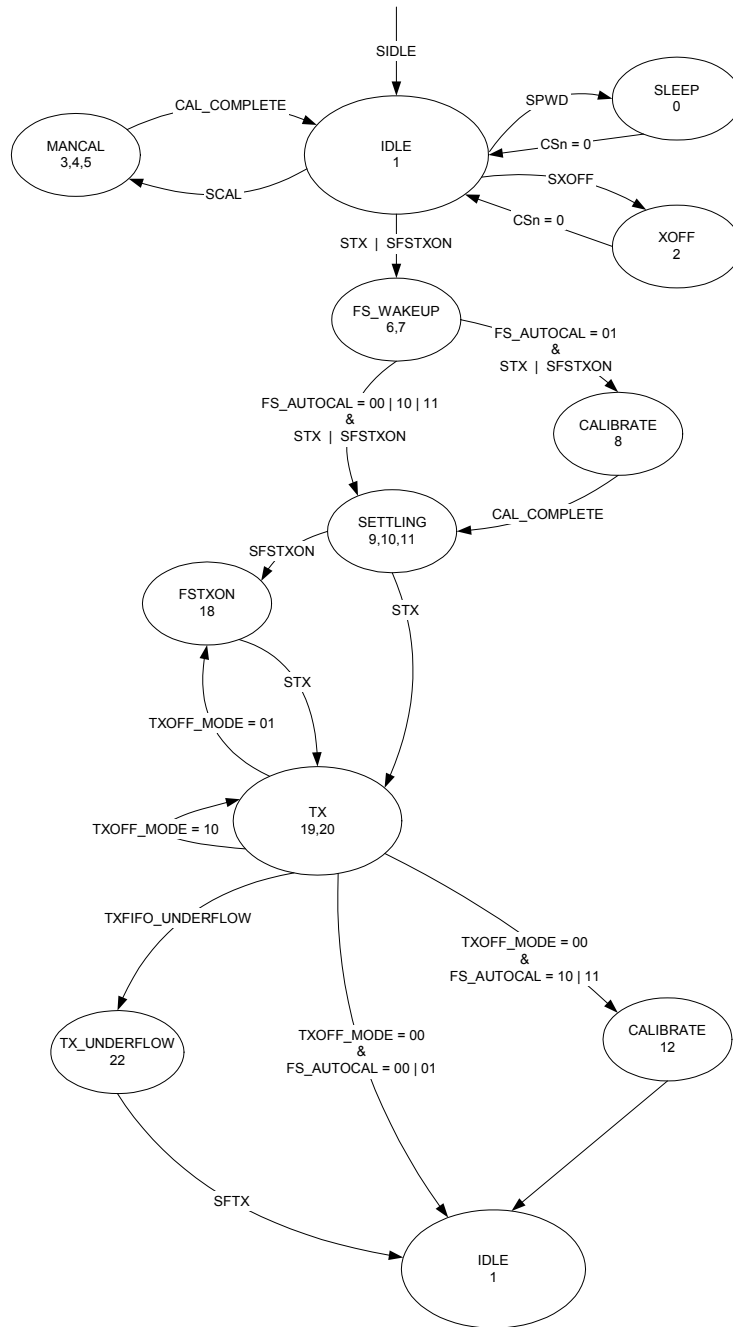 SIDLE
SPWD
SLEEP
0
CAL_COMPLETE
MANCAL
3,4,5
IDLE
1
CSn = 0
SCAL
SXOFF
CSn = 0
XOFF
2
STX | SFSTXON
FS_WAKEUP
6,7
FS_AUTOCAL = 01
&
STX | SFSTXON
FS_AUTOCAL = 00 | 10 | 11
&
STX | SFSTXON
CALIBRATE
8
SETTLING
9,10,11
CAL_COMPLETE
SFSTXON
FSTXON
18
STX
STX
TXOFF_MODE = 01
TX
19,20
TXOFF_MODE = 10
TXFIFO_UNDERFLOW
TXOFF_MODE = 00
&
FS_AUTOCAL = 10 | 11
TX_UNDERFLOW
22
TXOFF_MODE = 00
&
FS_AUTOCAL = 00 | 01
CALIBRATE
12
SFTX
IDLE
1